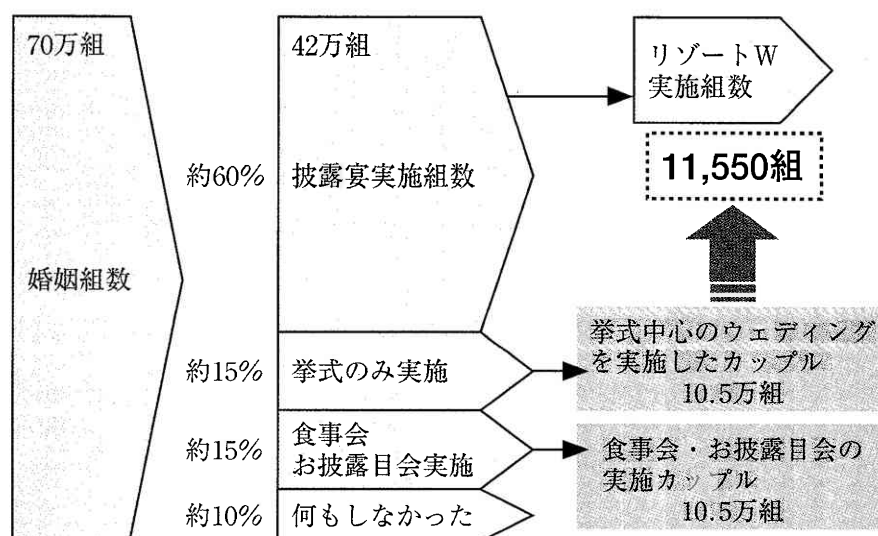 70万組
婚姻組数
約60%
42万組
披露宴実施組数
リゾートW
実施組数
11,550組
約15%
挙式のみ実施
挙式中心のウェディング
を実施したカップル
10.5万組
約15%
食事会
お披露目会実施
食事会・お披露目会の
実施カップル
10.5万組
約10%
何もしなかった